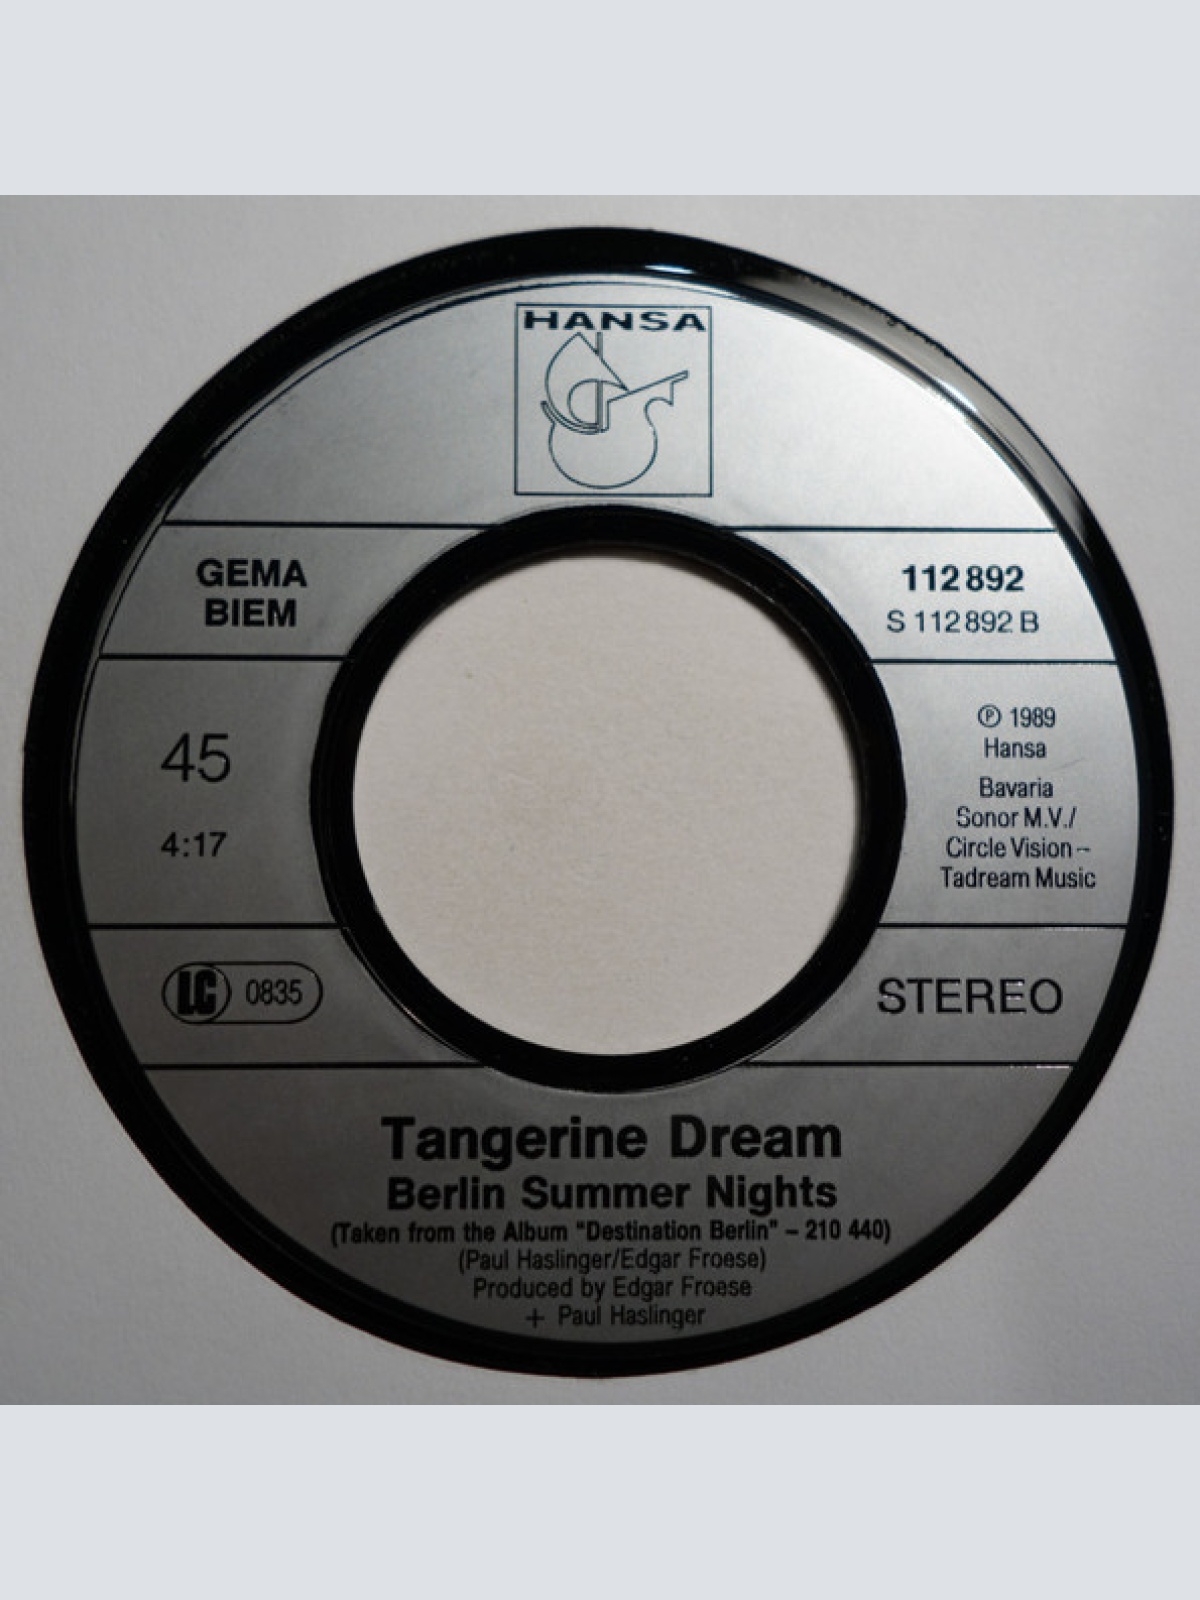 HANSA
GEMA
BIEM
112 892
S 112 892 B
45
4:17
℗ 1989
Hansa
Bavaria
Sonor M.V./
Circle Vision –
Tadream Music
LC 0835
STEREO
Tangerine Dream
Berlin Summer Nights
(Taken from the Album "Destination Berlin" – 210 440)
(Paul Haslinger/Edgar Froese)
Produced by Edgar Froese
+ Paul Haslinger